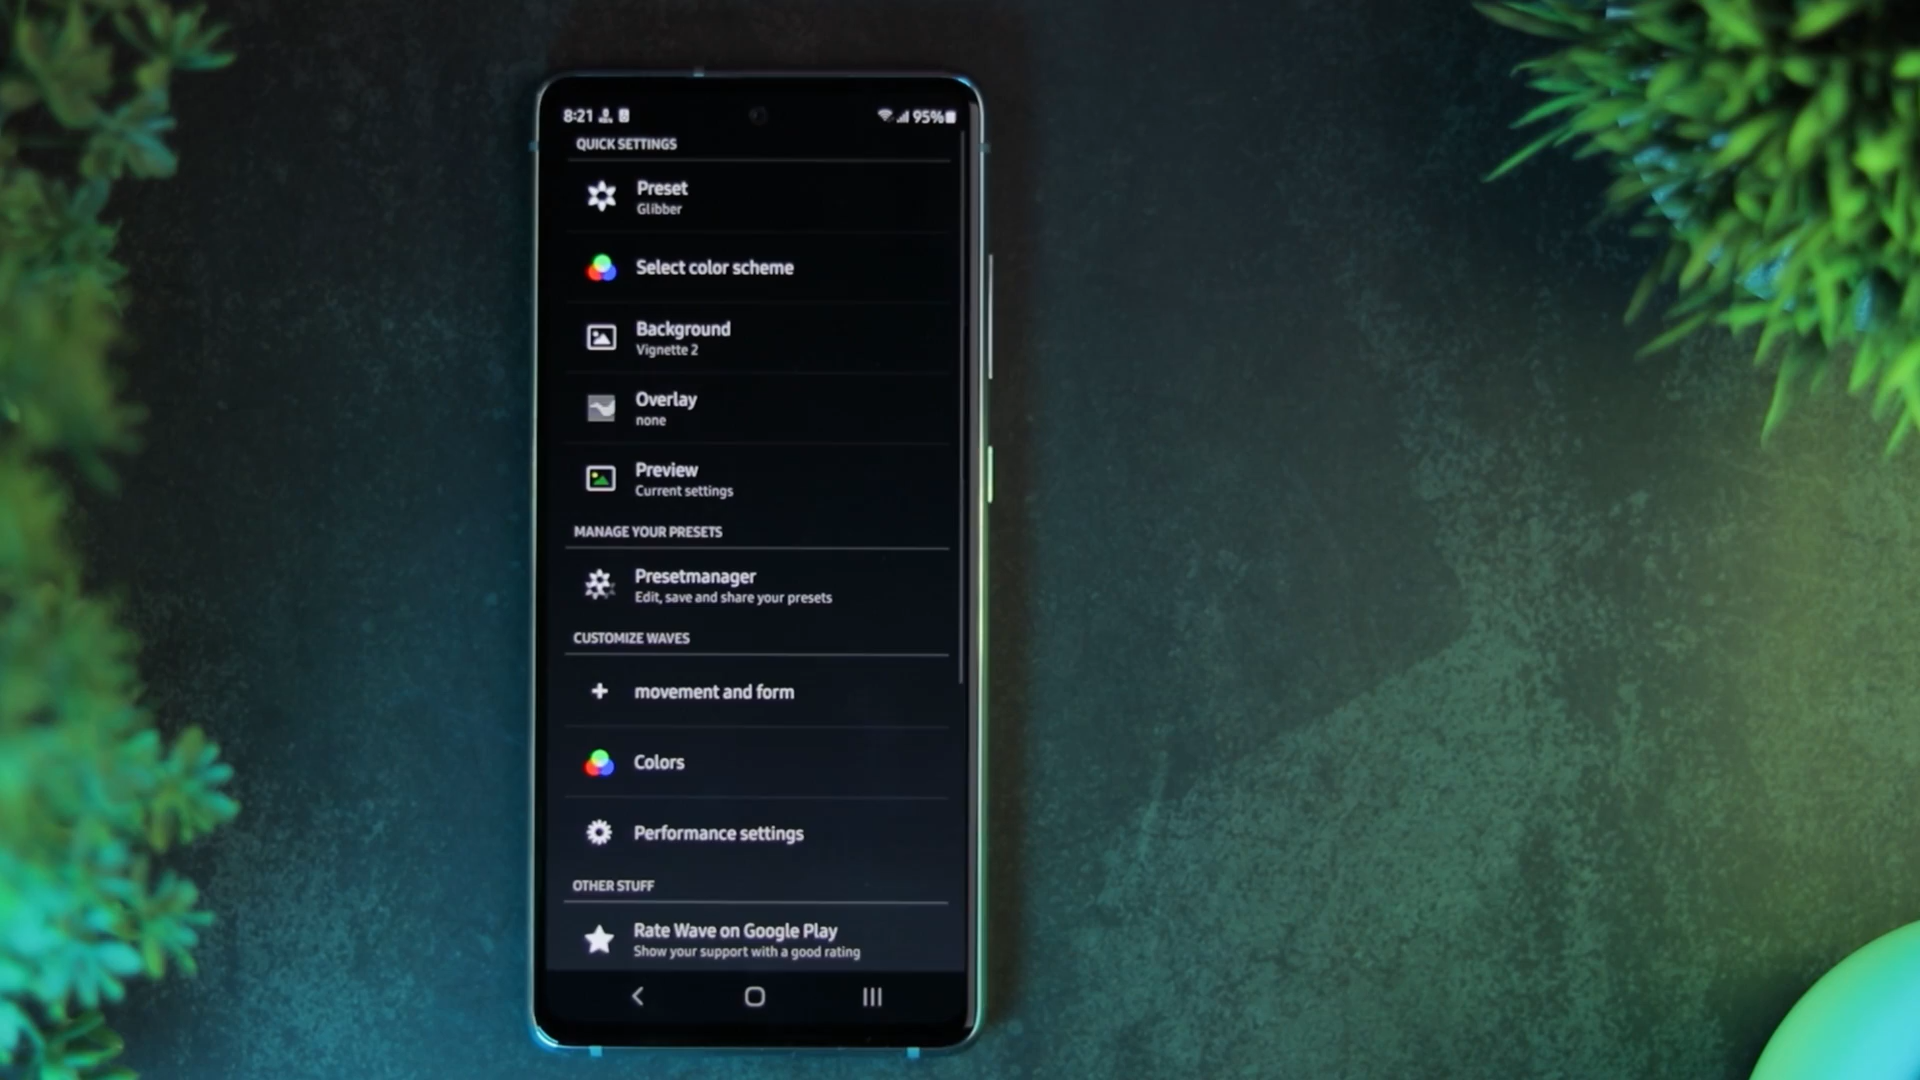 8:21 95%
QUICK SETTINGS
Preset
Glibber
Select color scheme
Background
Vignette 2
Overlay
none
Preview
Current settings
MANAGE YOUR PRESETS
Presetmanager
Edit, save and share your presets
CUSTOMIZE WAVES
movement and form
Colors
Performance settings
OTHER STUFF
Rate Wave on Google Play
Show your support with a good rating